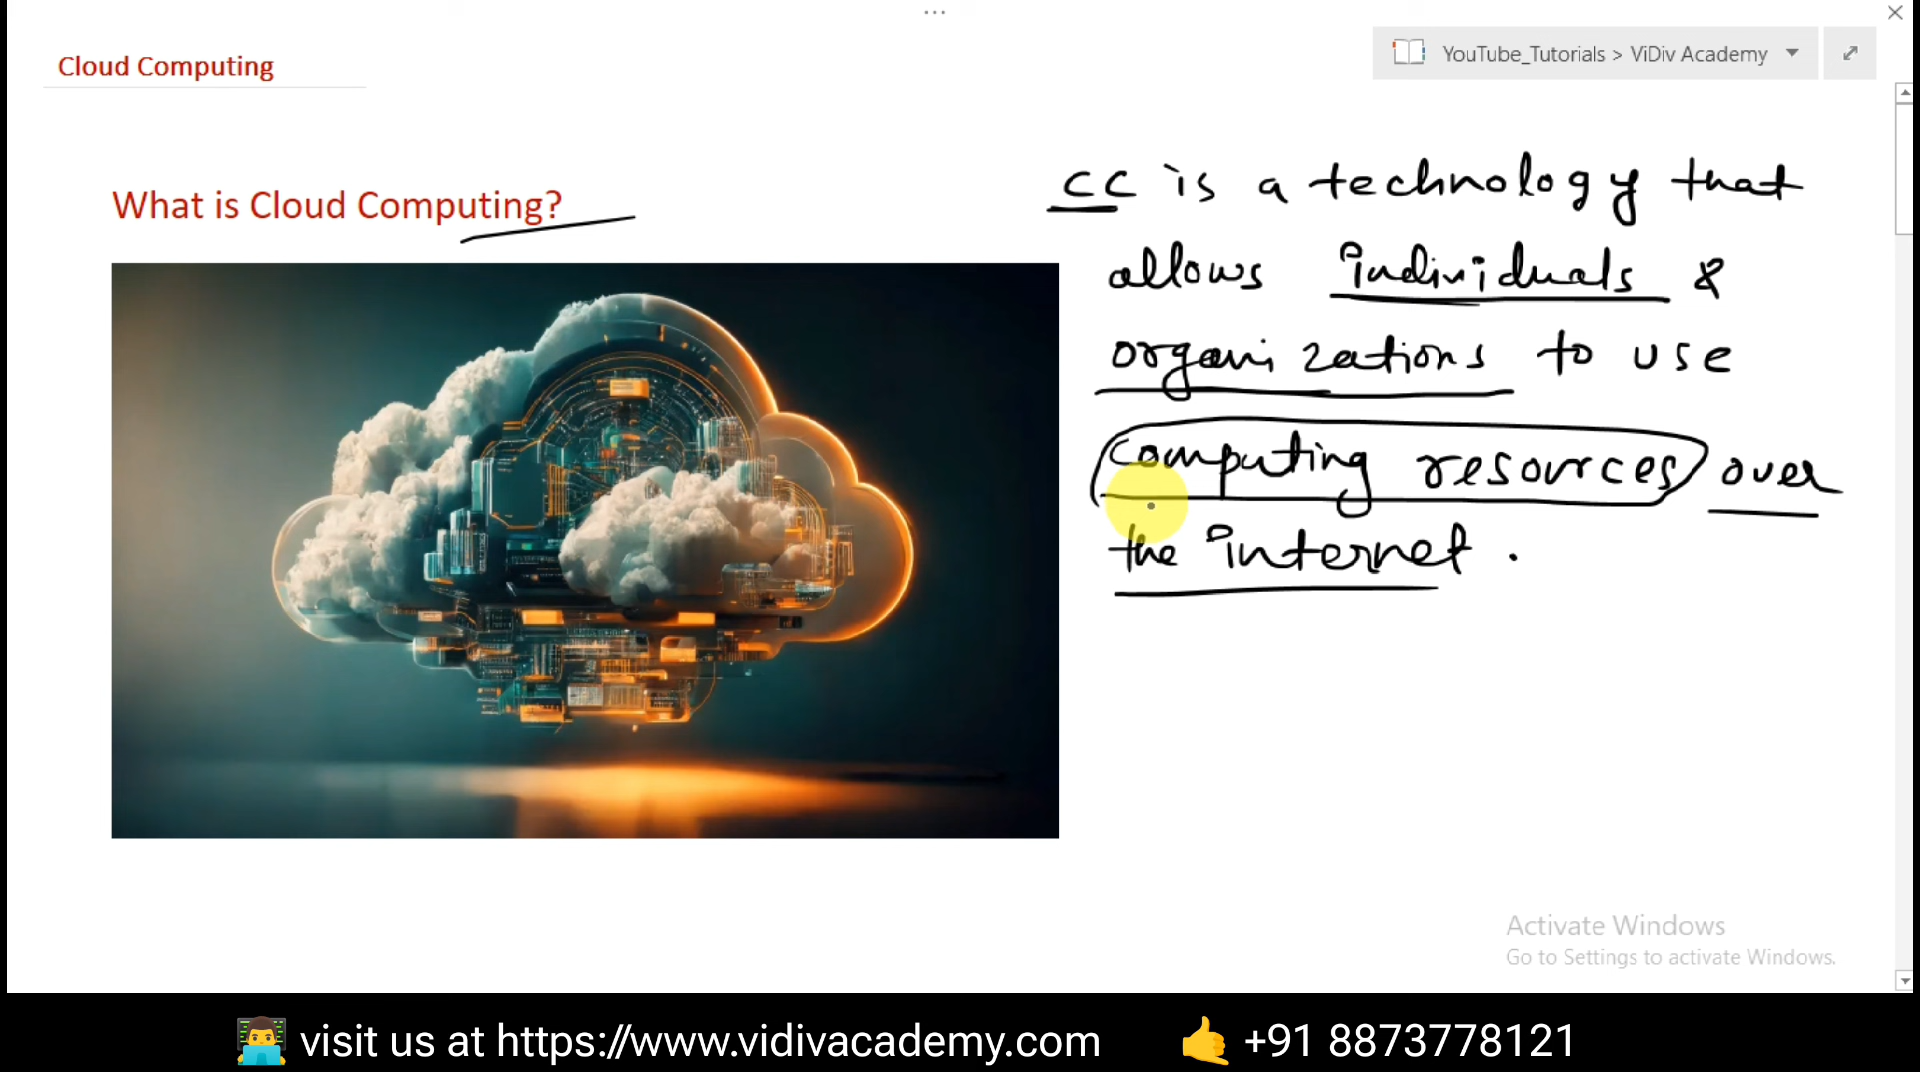 Cloud Computing
YouTube_Tutorials > ViDiv Academy
What is Cloud Computing?
CC is a technology that
allows individuals &
organizations to use
computing resources over
the internet.
Activate Windows
Go to Settings to activate Windows.
visit us at https://www.vidivacademy.com
+91 8873778121